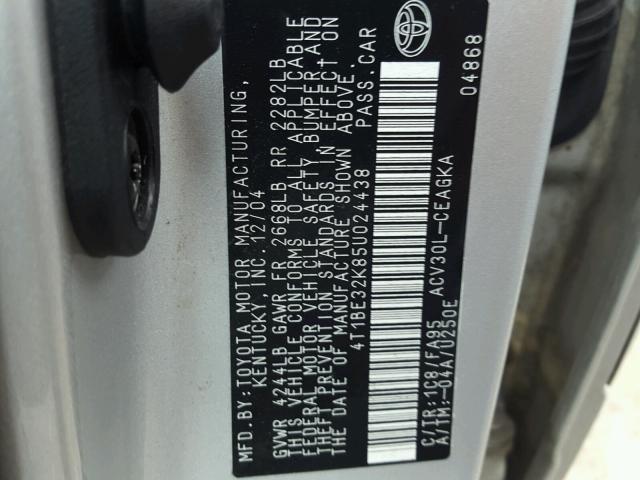 MFD.BY:TOYOTA MOTOR MANUFACTURING,
KENTUCKY,INC. 12/04
GVWR 4244LB GAWR FR 2668LB RR 2282LB
THIS VEHICLE CONFORMS TO ALL APPLICABLE
FEDERAL MOTOR VEHICLE SAFETY, BUMPER,AND
THEFT PREVENTION STANDARDS IN EFFECT ON
THE DATE OF MANUFACTURE SHOWN ABOVE.
4T1BE32K85U024438 PASS.CAR
C/TR:1C8/FA95 ACV30L-CEAGKA
A/TM:-04A/U250E 04868